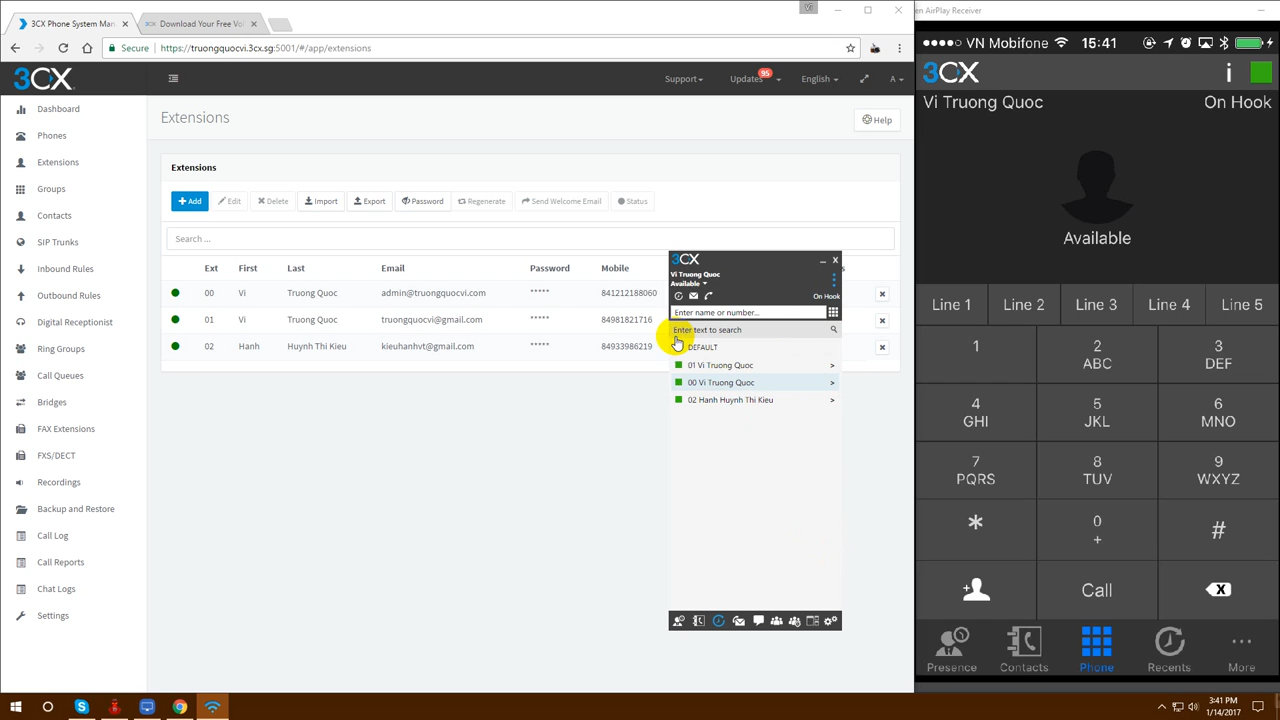 3CX Phone System Man
Download Your Free Vo
Vi
en AirPlay Receiver
Secure
https://truongquocvi.3cx.sg:5001/#/app/extensions
3CX
Support
Updates
95
English
A
Dashboard
Phones
Extensions
Groups
Contacts
SIP Trunks
Inbound Rules
Outbound Rules
Digital Receptionist
Ring Groups
Call Queues
Bridges
FAX Extensions
FXS/DECT
Recordings
Backup and Restore
Call Log
Call Reports
Chat Logs
Settings
Extensions
Help
Extensions
+ Add
Edit
Delete
Import
Export
Password
Regenerate
Send Welcome Email
Status
Search ...
Ext First Last Email Password Mobile
00 Vi Truong Quoc admin@truongquocvi.com ***** 841212188060
01 Vi Truong Quoc truongquocvi@gmail.com ***** 84981821716
02 Hanh Huynh Thi Kieu kieuhanhvt@gmail.com ***** 84933986219
3CX
Vi Truong Quoc
Available
On Hook
Enter name or number...
Enter text to search
DEFAULT
01 Vi Truong Quoc >
00 Vi Truong Quoc >
02 Hanh Huynh Thi Kieu >
VN Mobifone 15:41
3CX
i
Vi Truong Quoc On Hook
Available
Line 1 Line 2 Line 3 Line 4 Line 5
1 2 3
ABC DEF
4 5 6
GHI JKL MNO
7 8 9
PQRS TUV WXYZ
* 0 #
+
Call
Presence Contacts Phone Recents More
3:41 PM
1/14/2017